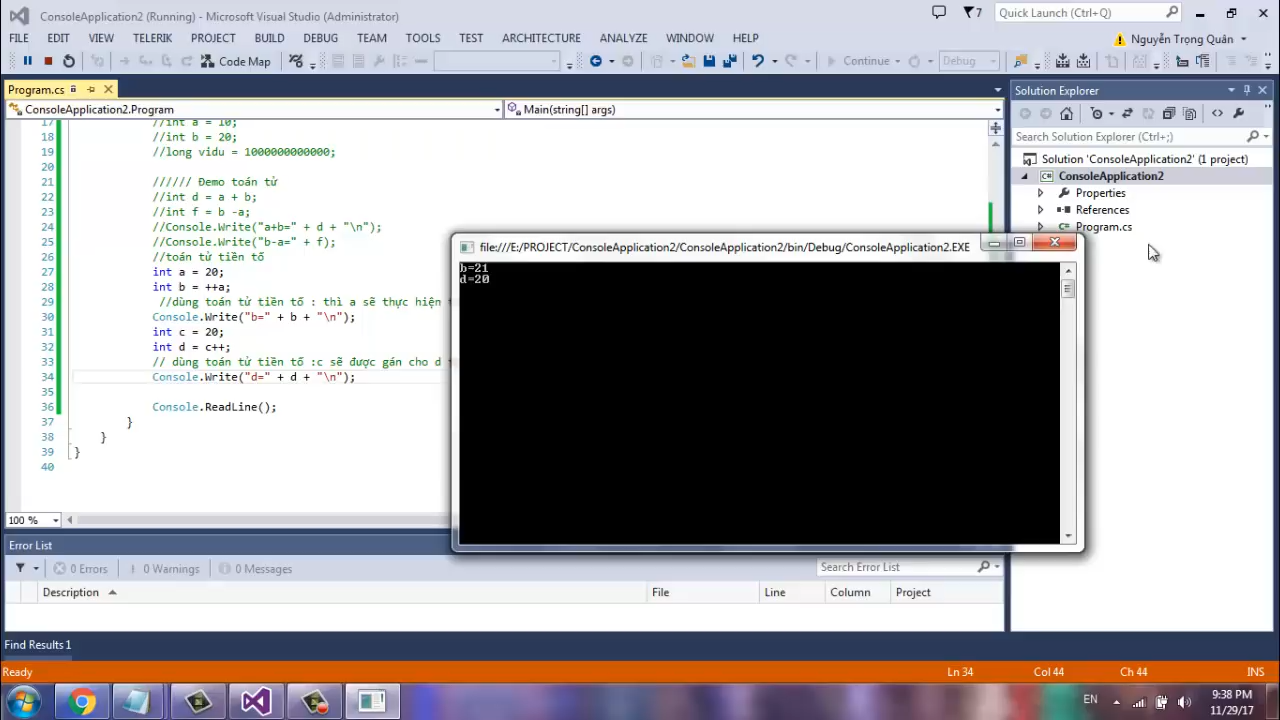 ConsoleApplication2 (Running) - Microsoft Visual Studio (Administrator)
7
Quick Launch (Ctrl+Q)
FILE EDIT VIEW TELERIK PROJECT BUILD DEBUG TEAM TOOLS TEST ARCHITECTURE ANALYZE WINDOW HELP
Nguyễn Trọng Quân
Code Map
Continue
Debug
Program.cs
ConsoleApplication2.Program
Main(string[] args)
17 //int a = 10;
18 //int b = 20;
19 //long vidu = 1000000000000;
20
21 ////// Đemo toán tử
22 //int d = a + b;
23 //int f = b -a;
24 //Console.Write("a+b=" + d + "\n");
25 //Console.Write("b-a=" + f);
26 //toán tử tiền tố
27 int a = 20;
28 int b = ++a;
29 //dùng toán tử tiền tố : thì a sẽ thực hiện
30 Console.Write("b=" + b + "\n");
31 int c = 20;
32 int d = c++;
33 // dùng toán tử tiền tố :c sẽ được gán cho d
34 Console.Write("d=" + d + "\n");
35
36 Console.ReadLine();
37 }
38 }
39 }
40
100 %
file:///E:/PROJECT/ConsoleApplication2/ConsoleApplication2/bin/Debug/ConsoleApplication2.EXE
b=21
d=20
Solution Explorer
Search Solution Explorer (Ctrl+;)
Solution 'ConsoleApplication2' (1 project)
C# ConsoleApplication2
Properties
References
C# Program.cs
Error List
0 Errors
0 Warnings
0 Messages
Search Error List
Description File Line Column Project
Find Results 1
Ready
Ln 34 Col 44 Ch 44 INS
EN
9:38 PM
11/29/17